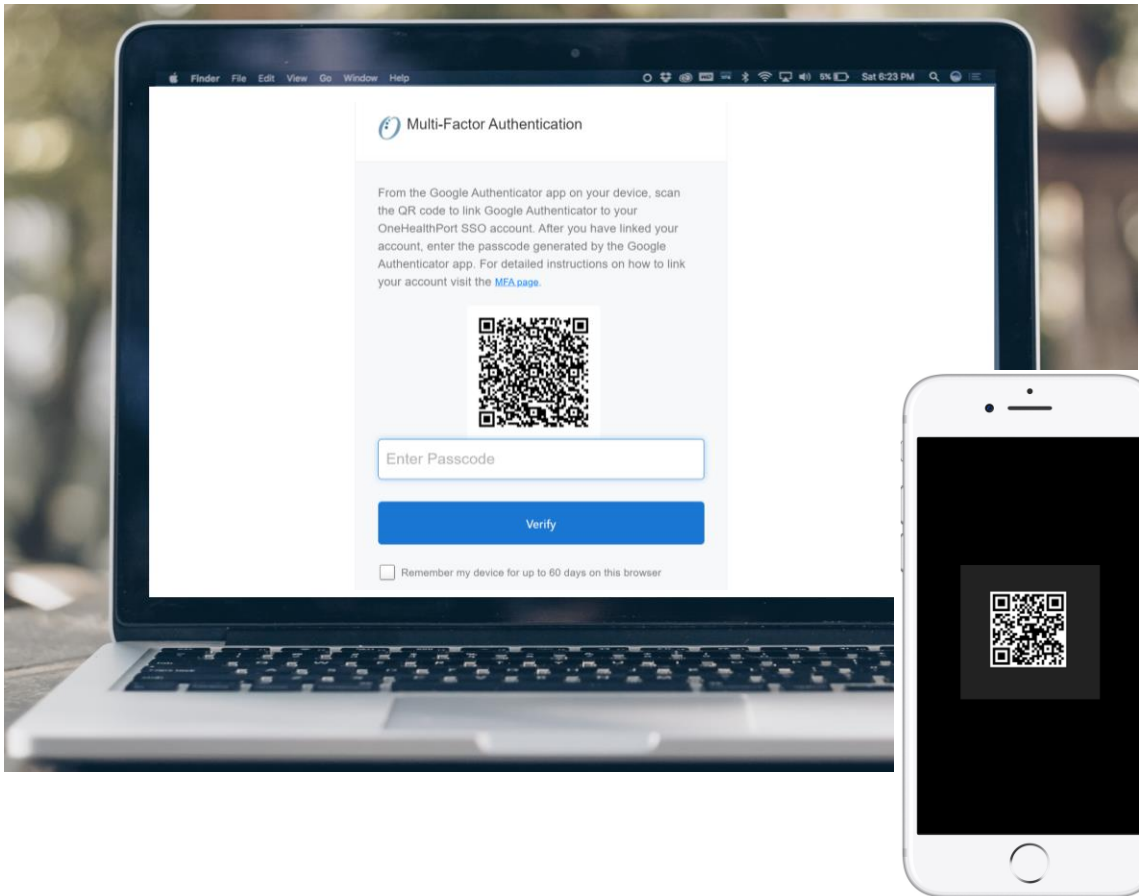 Finder File Edit View Go Window Help 5% Sat 6:23 PM
Multi-Factor Authentication
From the Google Authenticator app on your device, scan
the QR code to link Google Authenticator to your
OneHealthPort SSO account. After you have linked your
account, enter the passcode generated by the Google
Authenticator app. For detailed instructions on how to link
your account visit the MFA page.
Enter Passcode
Verify
Remember my device for up to 60 days on this browser